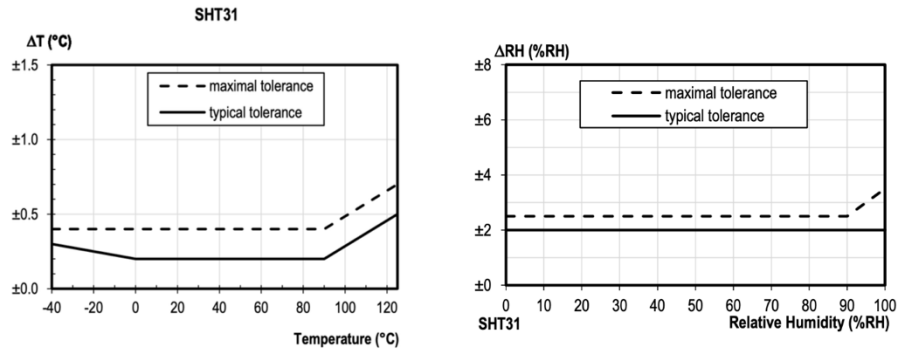 SHT31
ΔT (°C)
±1.5
±1.0
±0.5
±0.0
maximal tolerance
typical tolerance
-40 -20 0 20 40 60 80 100 120
Temperature (°C)
ΔRH (%RH)
±8
±6
±4
±2
±0
maximal tolerance
typical tolerance
0 10 20 30 40 50 60 70 80 90 100
SHT31 Relative Humidity (%RH)